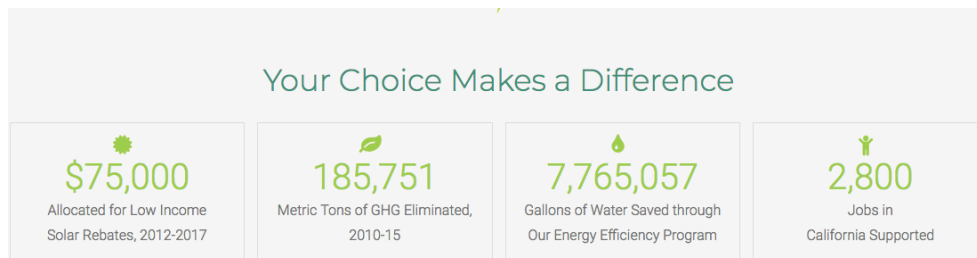 Your Choice Makes a Difference
$75,000
Allocated for Low Income
Solar Rebates, 2012-2017
185,751
Metric Tons of GHG Eliminated,
2010-15
7,765,057
Gallons of Water Saved through
Our Energy Efficiency Program
2,800
Jobs in
California Supported